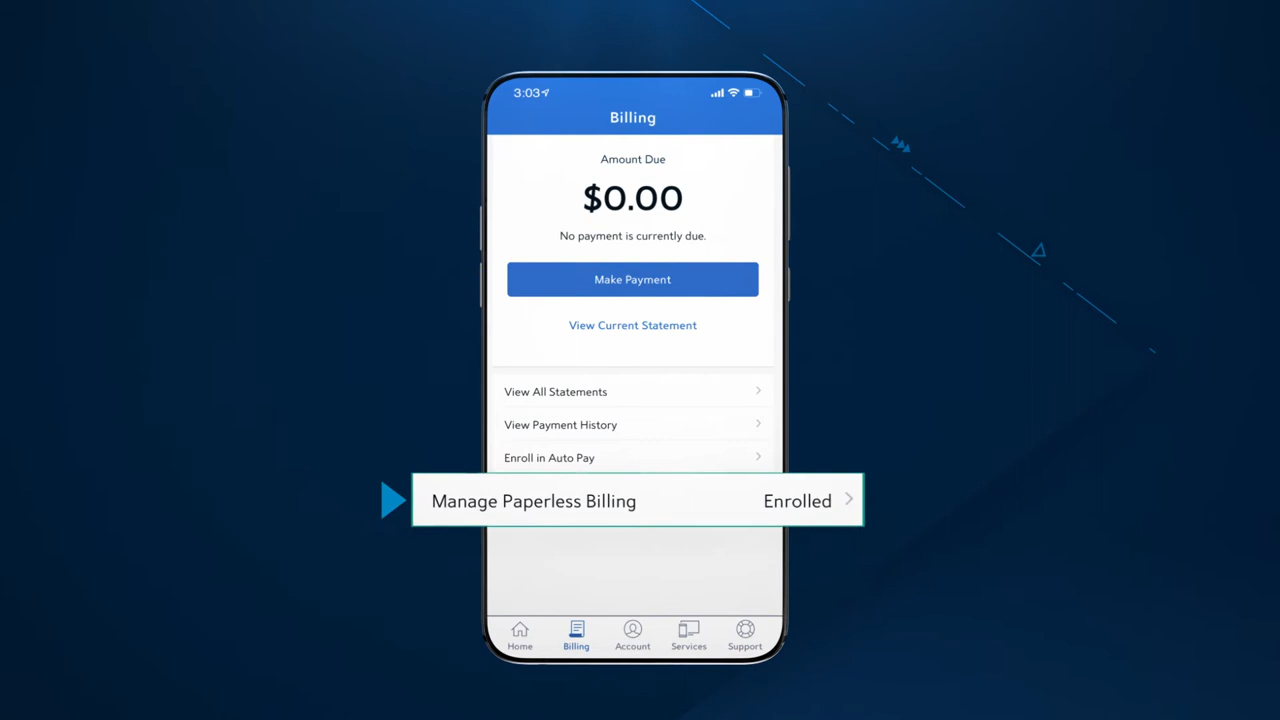 3:03
Billing
Amount Due
$0.00
No payment is currently due.
Make Payment
View Current Statement
View All Statements
View Payment History
Enroll in Auto Pay
Manage Paperless Billing Enrolled
Home Billing Account Services Support